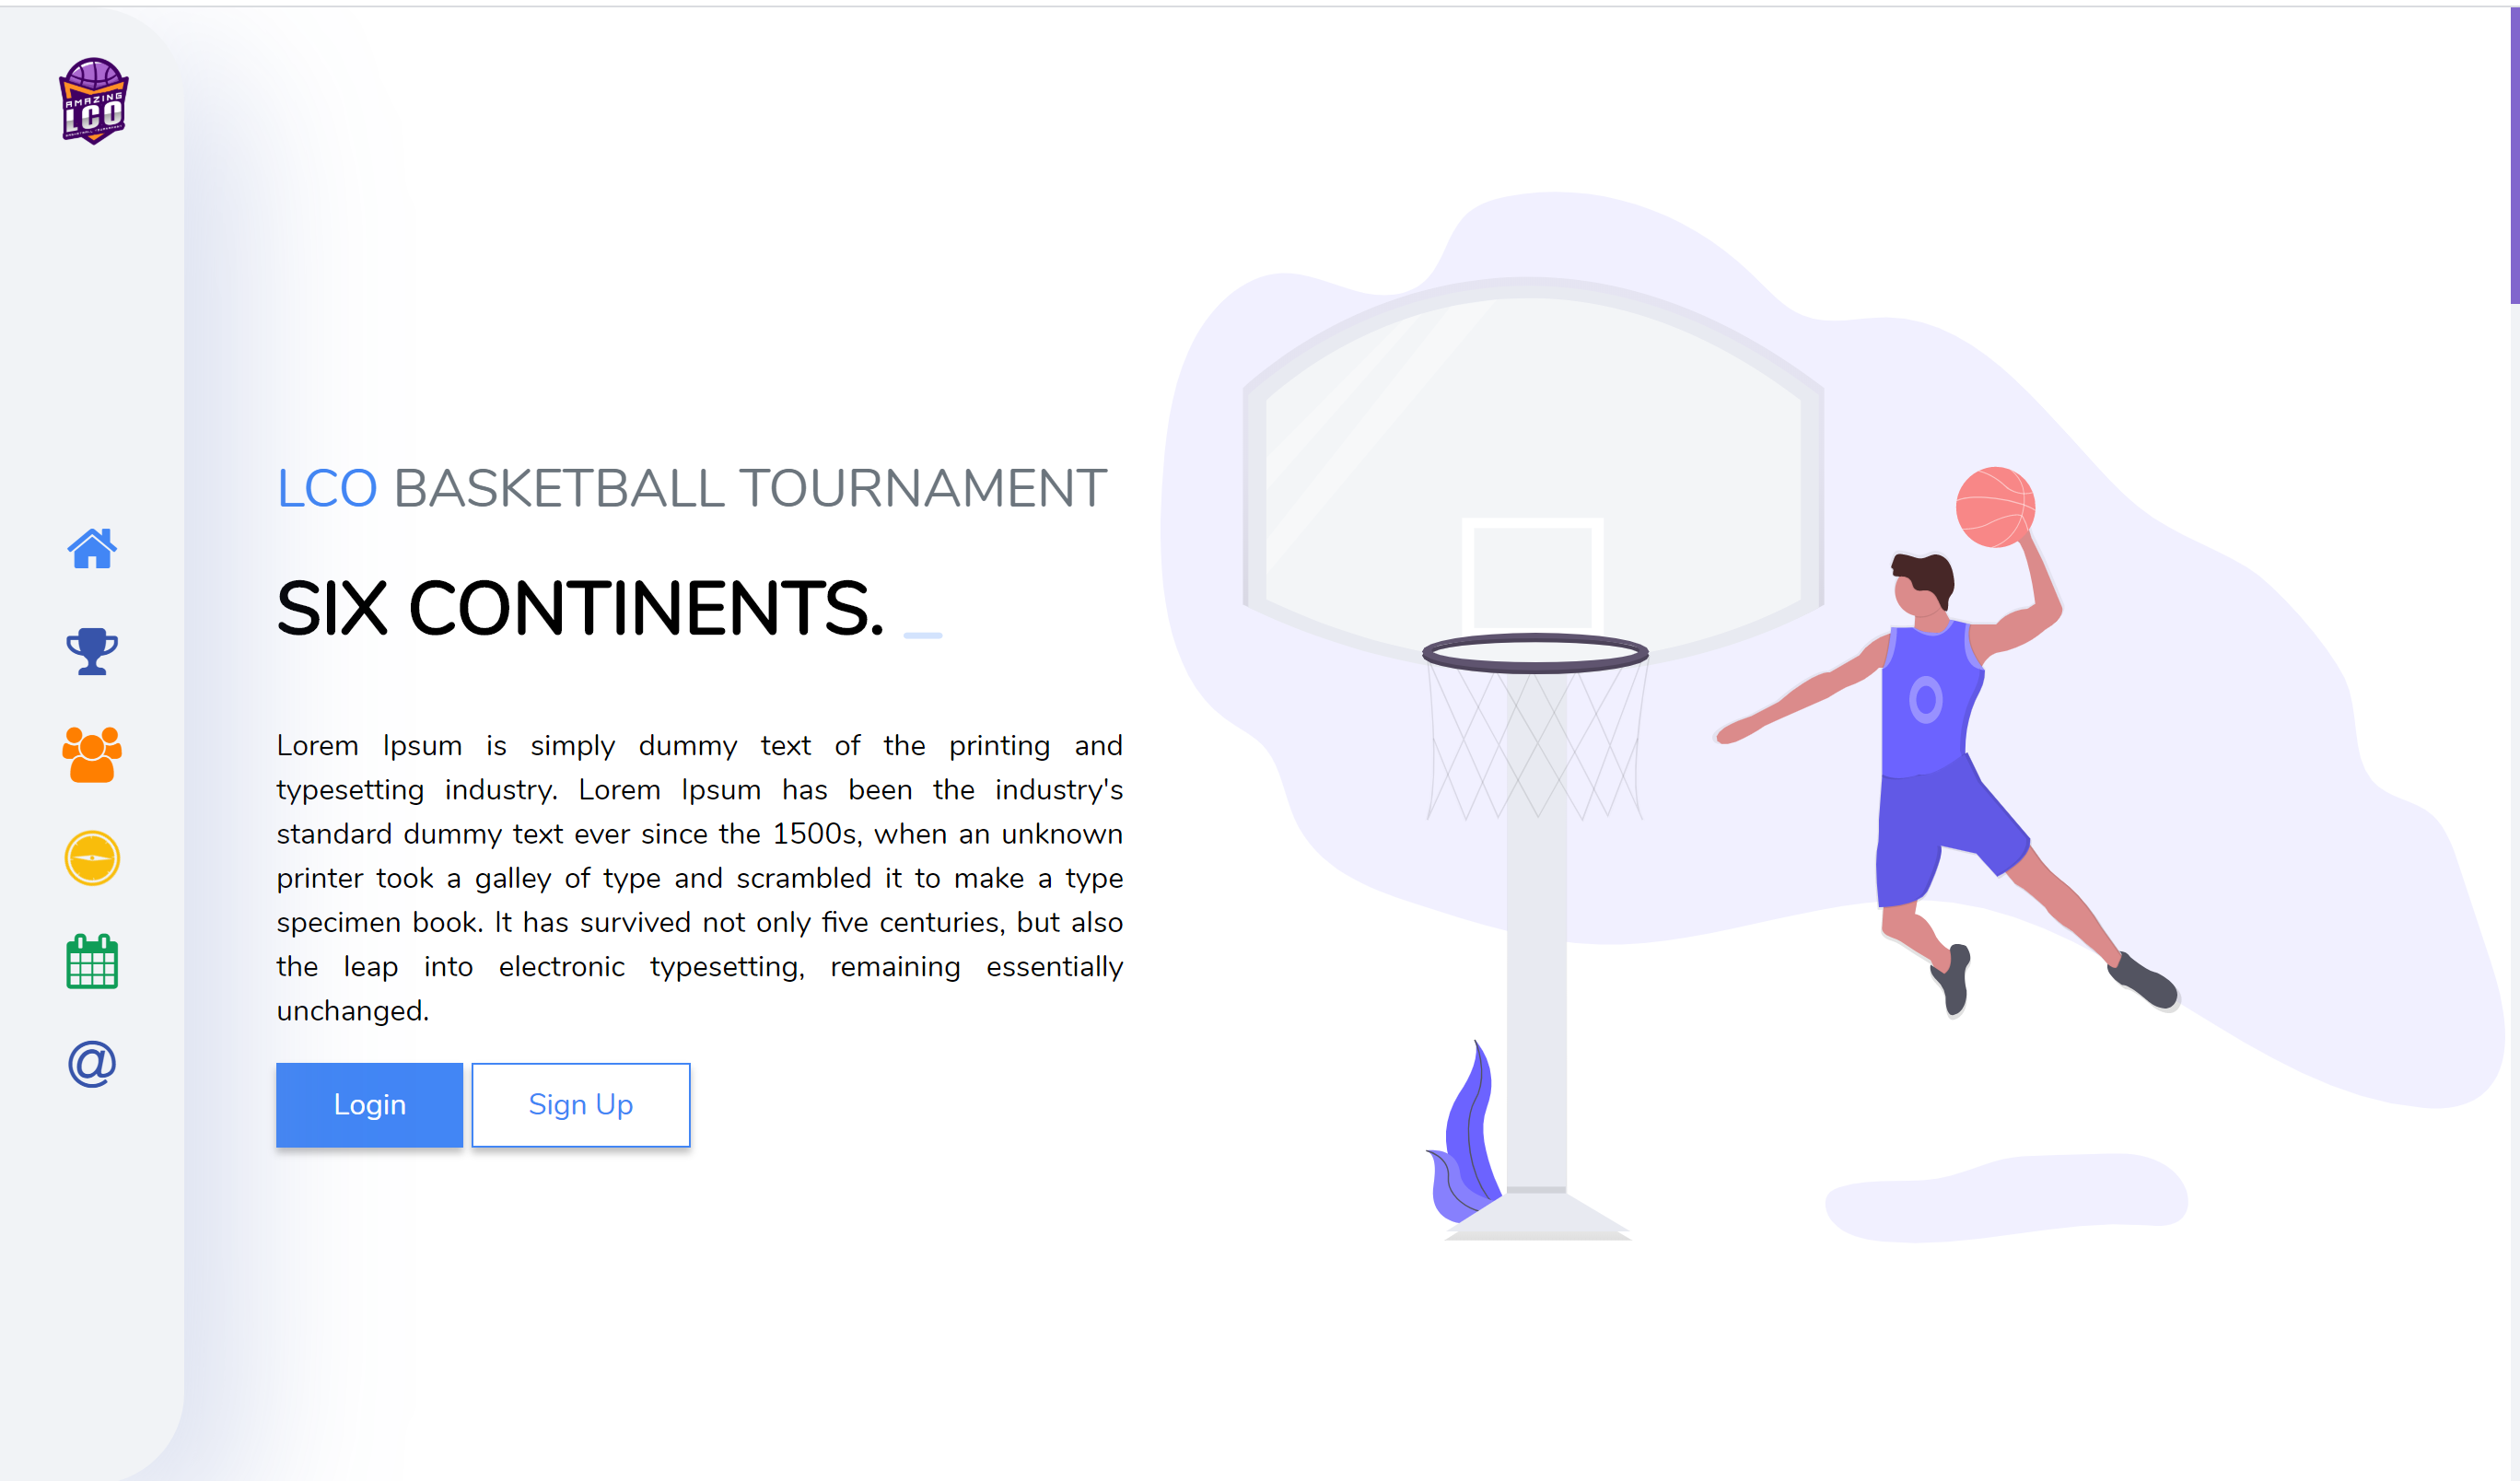 AMAZING
LCO
LCO BASKETBALL TOURNAMENT
SIX CONTINENTS. _
Lorem Ipsum is simply dummy text of the printing and
typesetting industry. Lorem Ipsum has been the industry's
standard dummy text ever since the 1500s, when an unknown
printer took a galley of type and scrambled it to make a type
specimen book. It has survived not only five centuries, but also
the leap into electronic typesetting, remaining essentially
unchanged.
Login
Sign Up